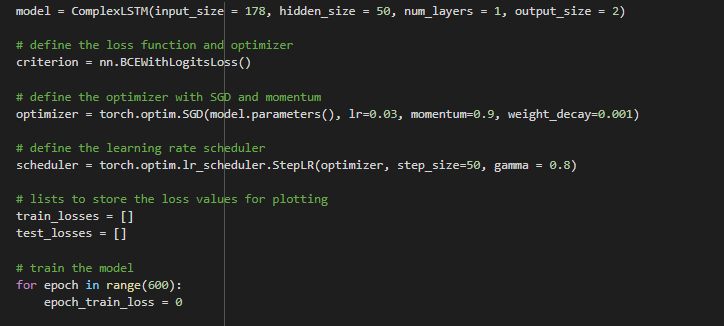 model = ComplexLSTM(input_size = 178, hidden_size = 50, num_layers = 1, output_size = 2)
# define the loss function and optimizer
criterion = nn.BCEWithLogitsLoss()
# define the optimizer with SGD and momentum
optimizer = torch.optim.SGD(model.parameters(), lr=0.03, momentum=0.9, weight_decay=0.001)
# define the learning rate scheduler
scheduler = torch.optim.lr_scheduler.StepLR(optimizer, step_size=50, gamma = 0.8)
# lists to store the loss values for plotting
train_losses = []
test_losses = []
# train the model
for epoch in range(600):
    epoch_train_loss = 0